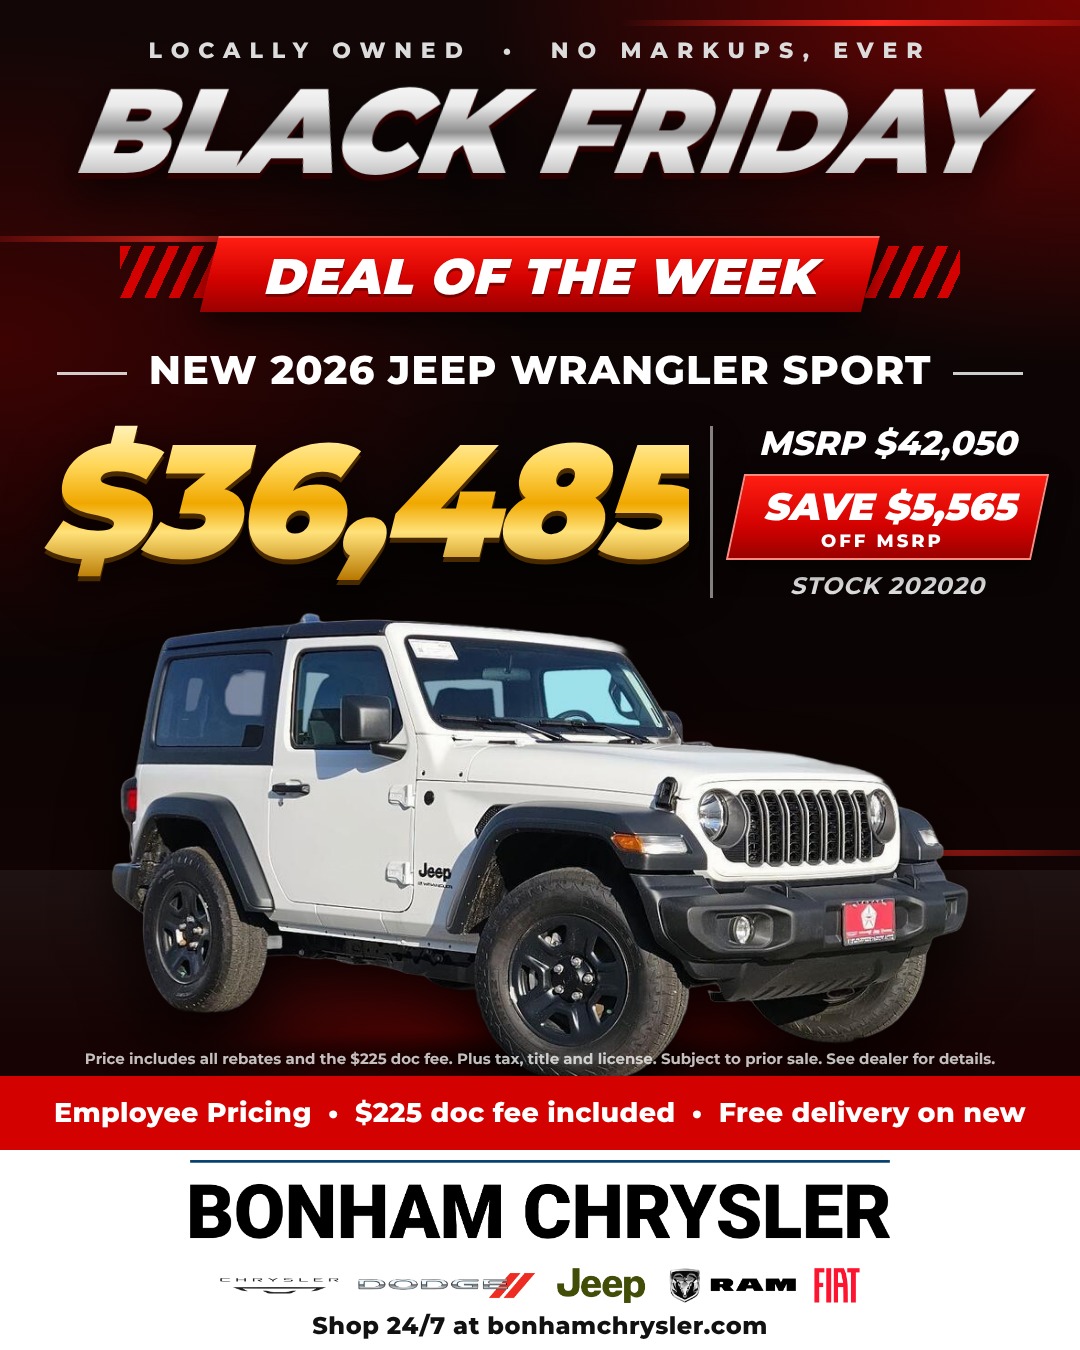 LOCALLY OWNED • NO MARKUPS, EVER
BLACK FRIDAY
DEAL OF THE WEEK
NEW 2026 JEEP WRANGLER SPORT
$36,485
MSRP $42,050
SAVE $5,565
OFF MSRP
STOCK 202020
Jeep
WRANGLER
Price includes all rebates and the $225 doc fee. Plus tax, title and license. Subject to prior sale. See dealer for details.
Employee Pricing • $225 doc fee included • Free delivery on new
BONHAM CHRYSLER
CHRYSLER DODGE Jeep RAM FIAT
Shop 24/7 at bonhamchrysler.com